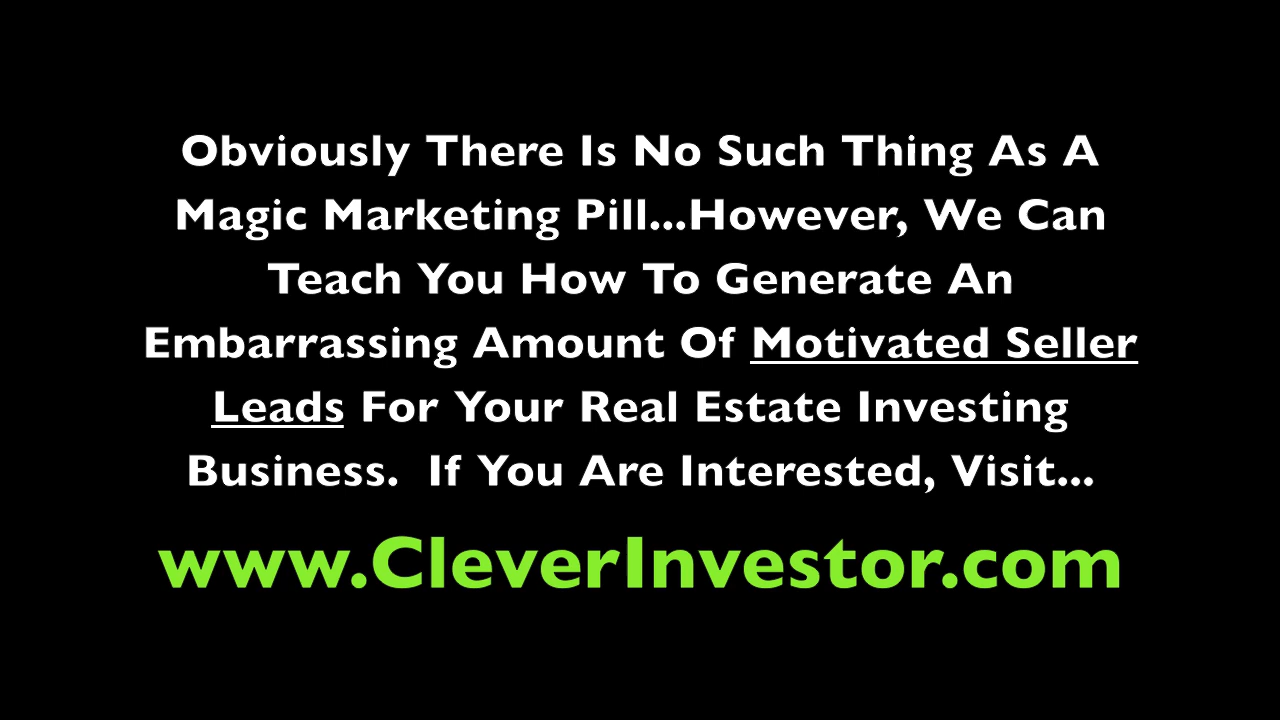 Obviously There Is No Such Thing As A
Magic Marketing Pill...However, We Can
Teach You How To Generate An
Embarrassing Amount Of Motivated Seller
Leads For Your Real Estate Investing
Business.  If You Are Interested, Visit...
www.CleverInvestor.com